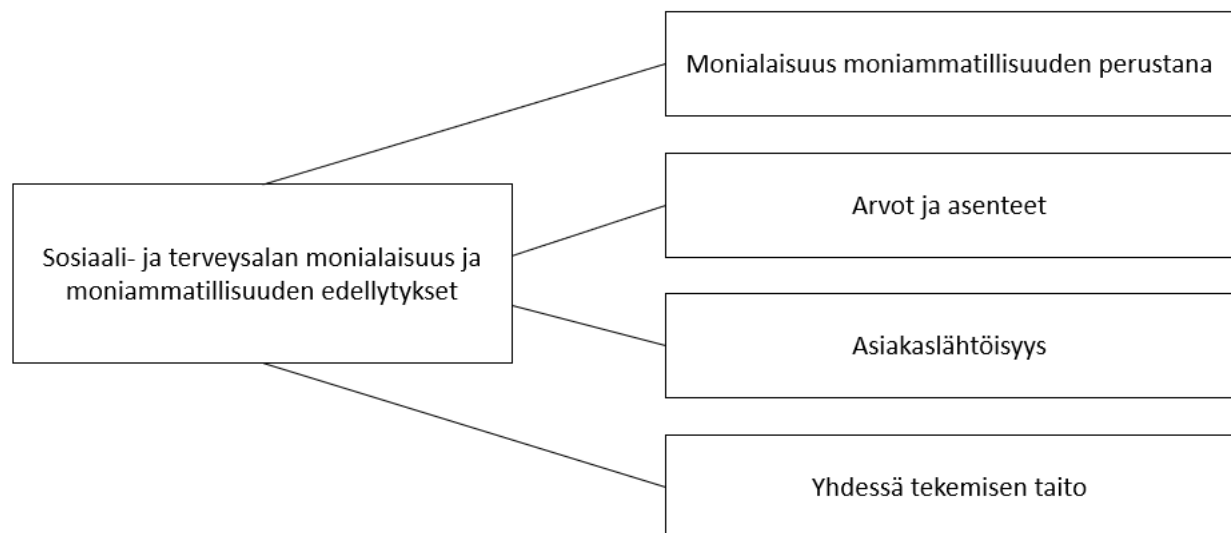 Monialaisuus moniammatillisuuden perustana
Arvot ja asenteet
Sosiaali- ja terveysalan monialaisuus ja
moniammatillisuuden edellytykset
Asiakaslähtöisyys
Yhdessä tekemisen taito